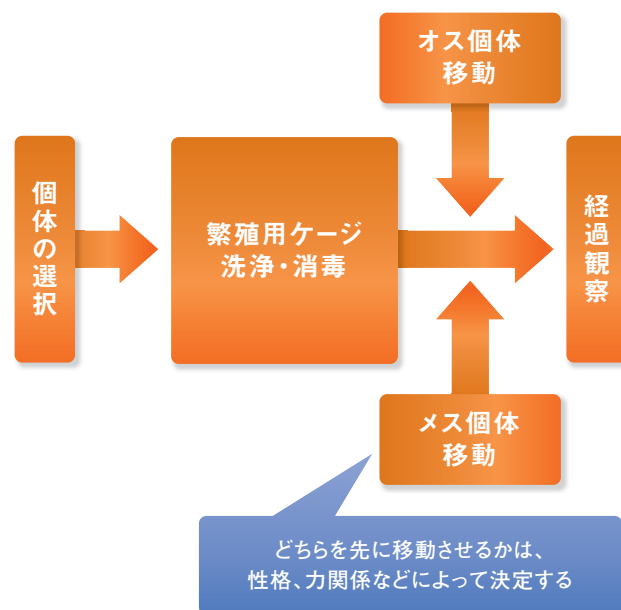 オス個体
移動
個体の選択
繁殖用ケージ
洗浄・消毒
経過観察
メス個体
移動
どちらを先に移動させるかは、
性格、力関係などによって決定する